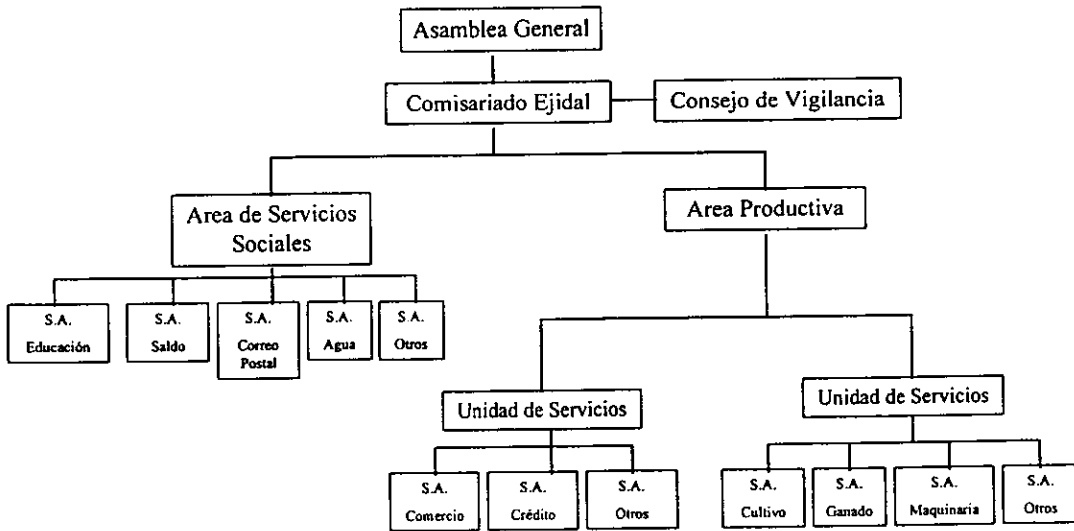 Asamblea General
Comisariado Ejidal
Consejo de Vigilancia
Area de Servicios
Sociales
Area Productiva
S.A.
Educación
S.A.
Saldo
S.A.
Correo
Postal
S.A.
Agua
S.A.
Otros
Unidad de Servicios
Unidad de Servicios
S.A.
Comercio
S.A.
Crédito
S.A.
Otros
S.A.
Cultivo
S.A.
Ganado
S.A.
Maquinaria
S.A.
Otros